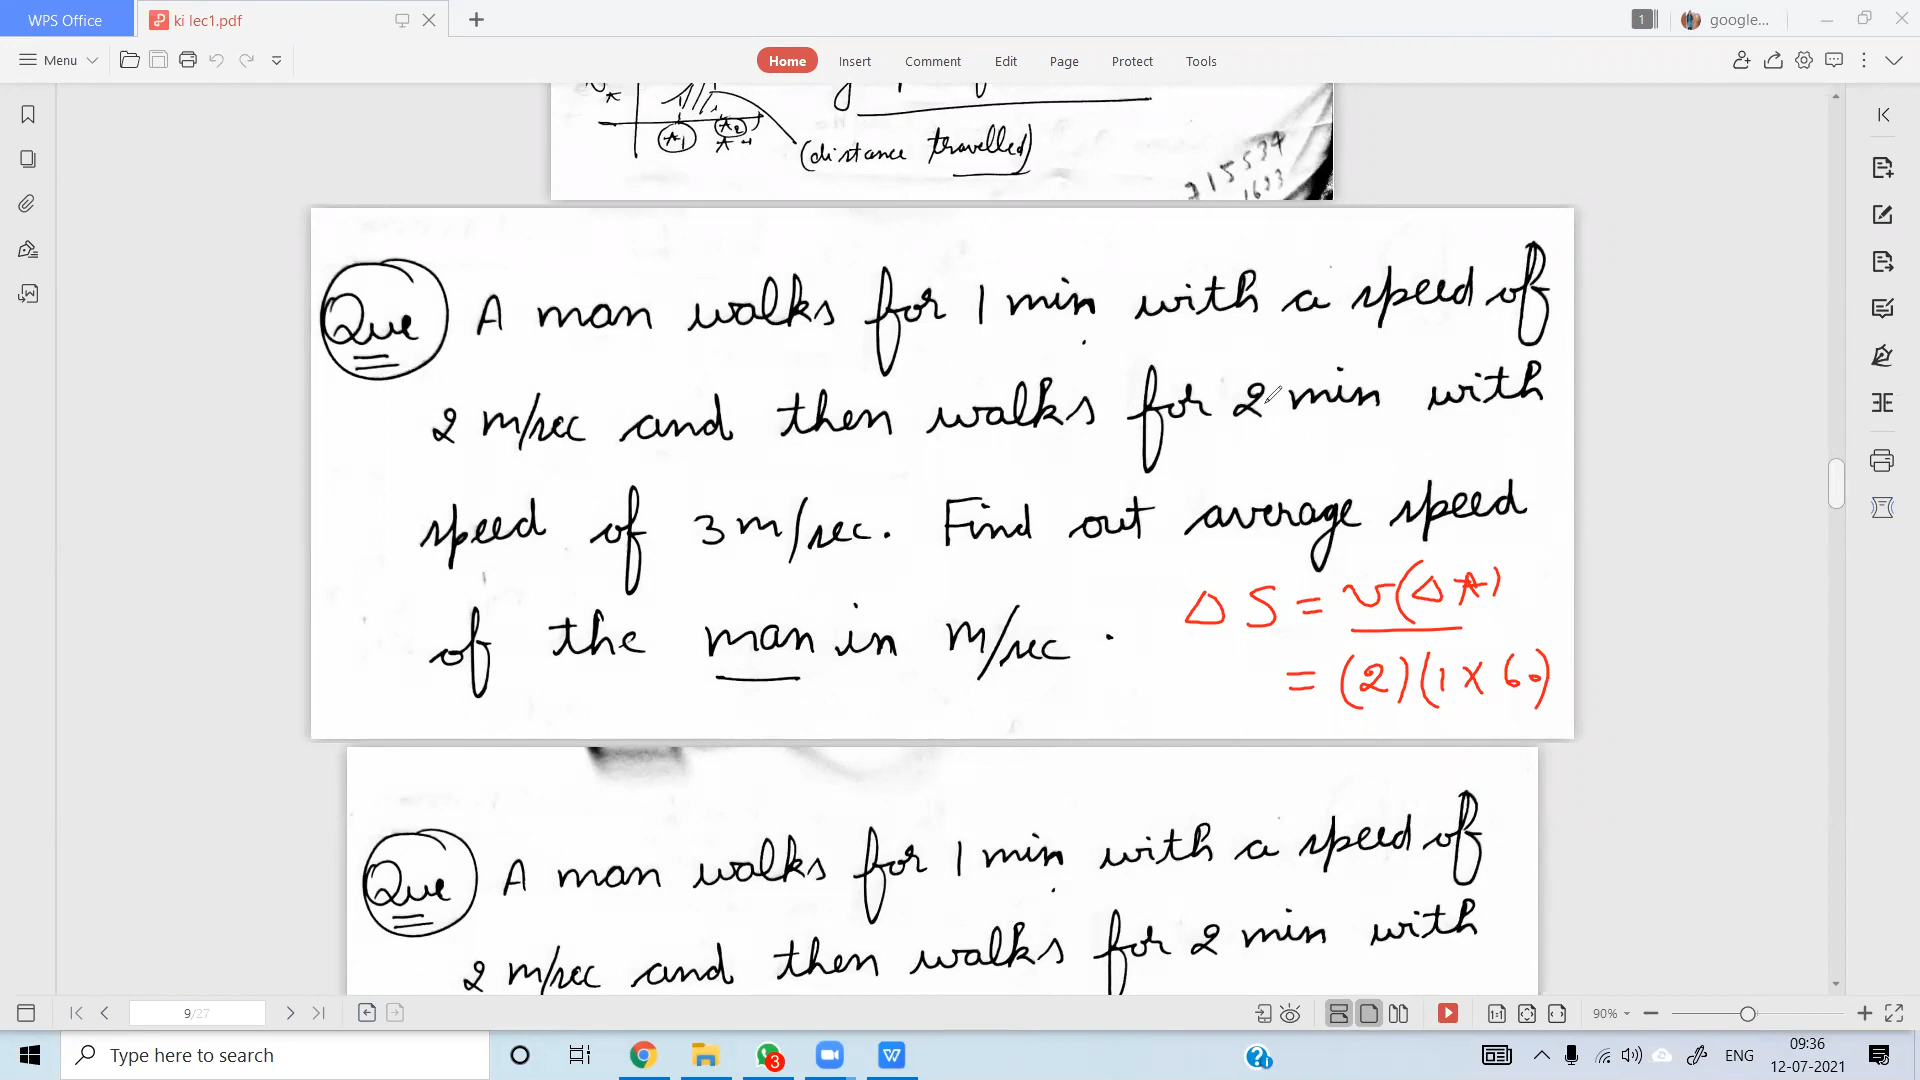 WPS Office
ki lec1.pdf
1
google...
Menu
Home Insert Comment Edit Page Protect Tools
(distance travelled)
Que A man walks for 1 min with a speed of
2 m/sec and then walks for 2 min with
speed of 3 m/sec. Find out average speed
of the man in m/sec.
ΔS = v(Δt)
= (2)(1×60)
Que A man walks for 1 min with a speed of
2 m/sec and then walks for 2 min with
9/27
90%
Type here to search
3
ENG
09:36
12-07-2021